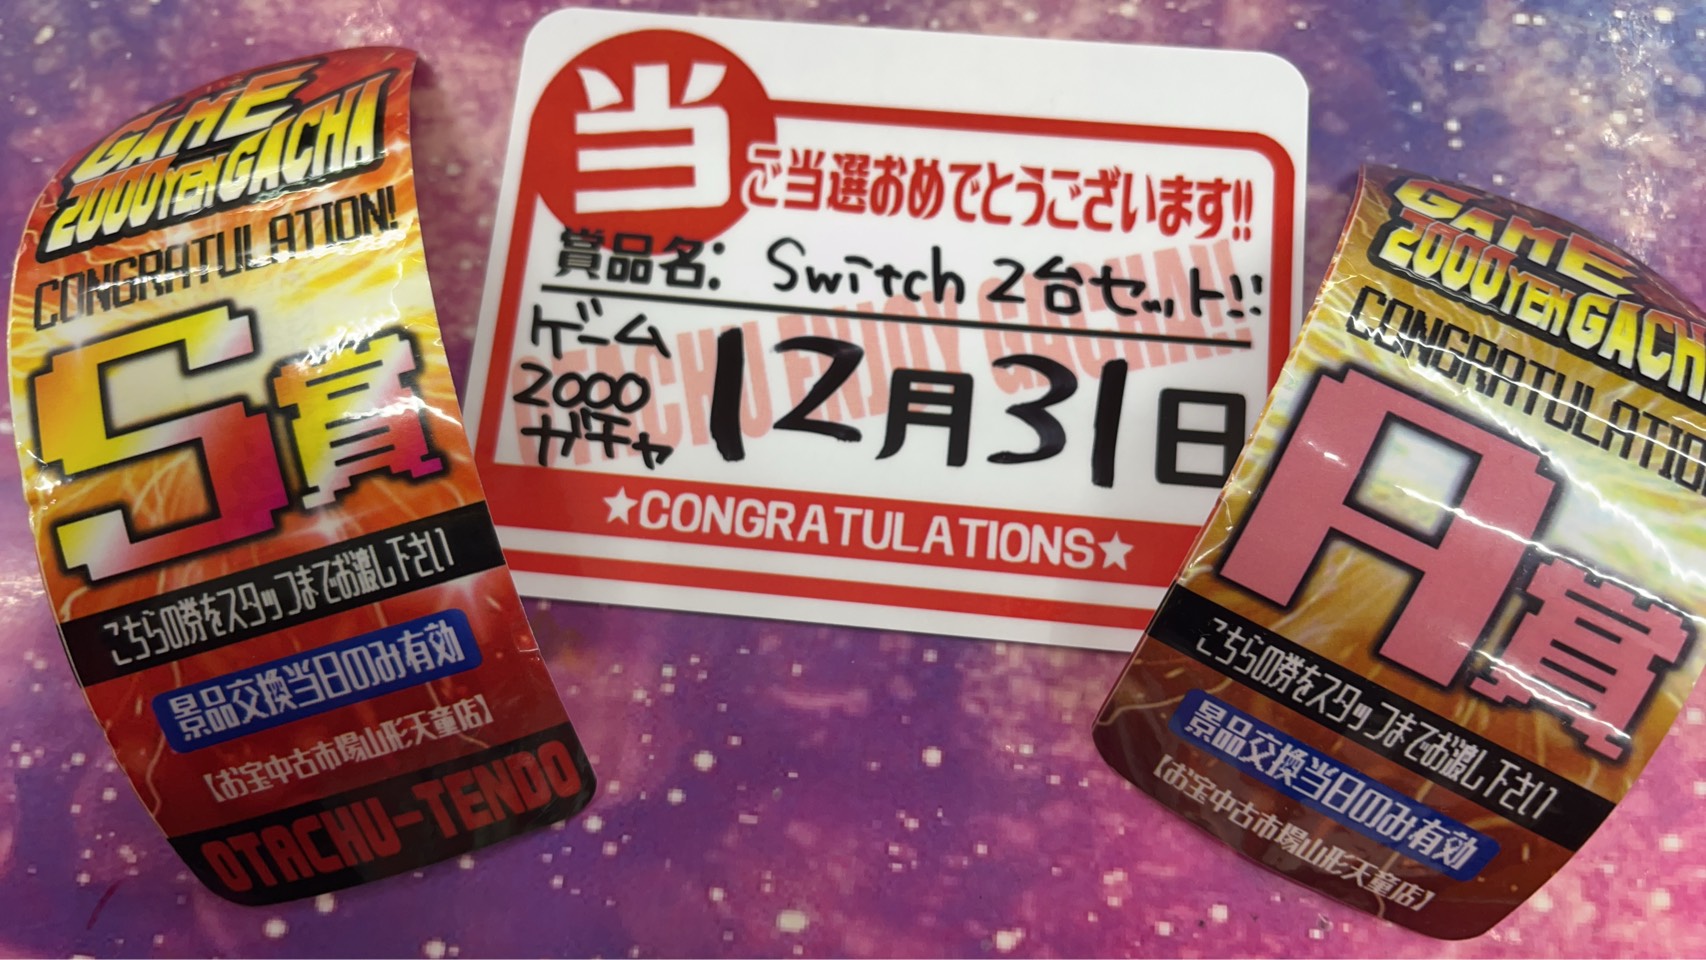 GAME
2000YEN GACHA
CONGRATULATION!
S賞
こちらの券をスタッフまでお渡し下さい
景品交換当日のみ有効
【お宝中古市場山形天童店】
OTACHU-TENDO
当
ご当選おめでとうございます!!
賞品名: Switch 2台セット!!
OTACHU ENJOY GACHA!!
ゲーム
2000
ガチャ
12月31日
★CONGRATULATIONS★
GAME
2000YEN GACH
CONGRATULATIO
A賞
こちらの券をスタッフまでお渡し下さい
景品交換当日のみ有効
【お宝中古市場山形天童店】